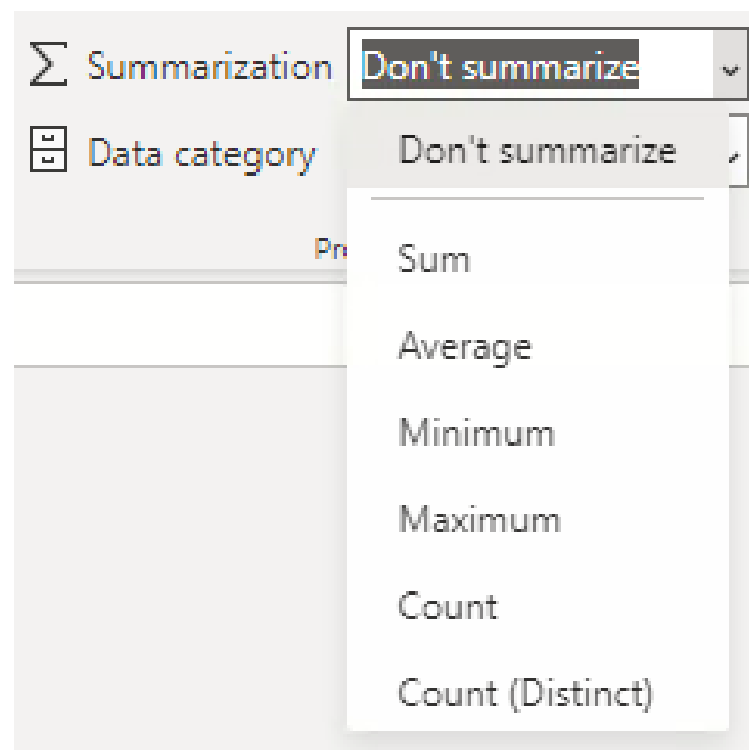 Summarization Don't summarize
Data category
Don't summarize
Sum
Average
Minimum
Maximum
Count
Count (Distinct)